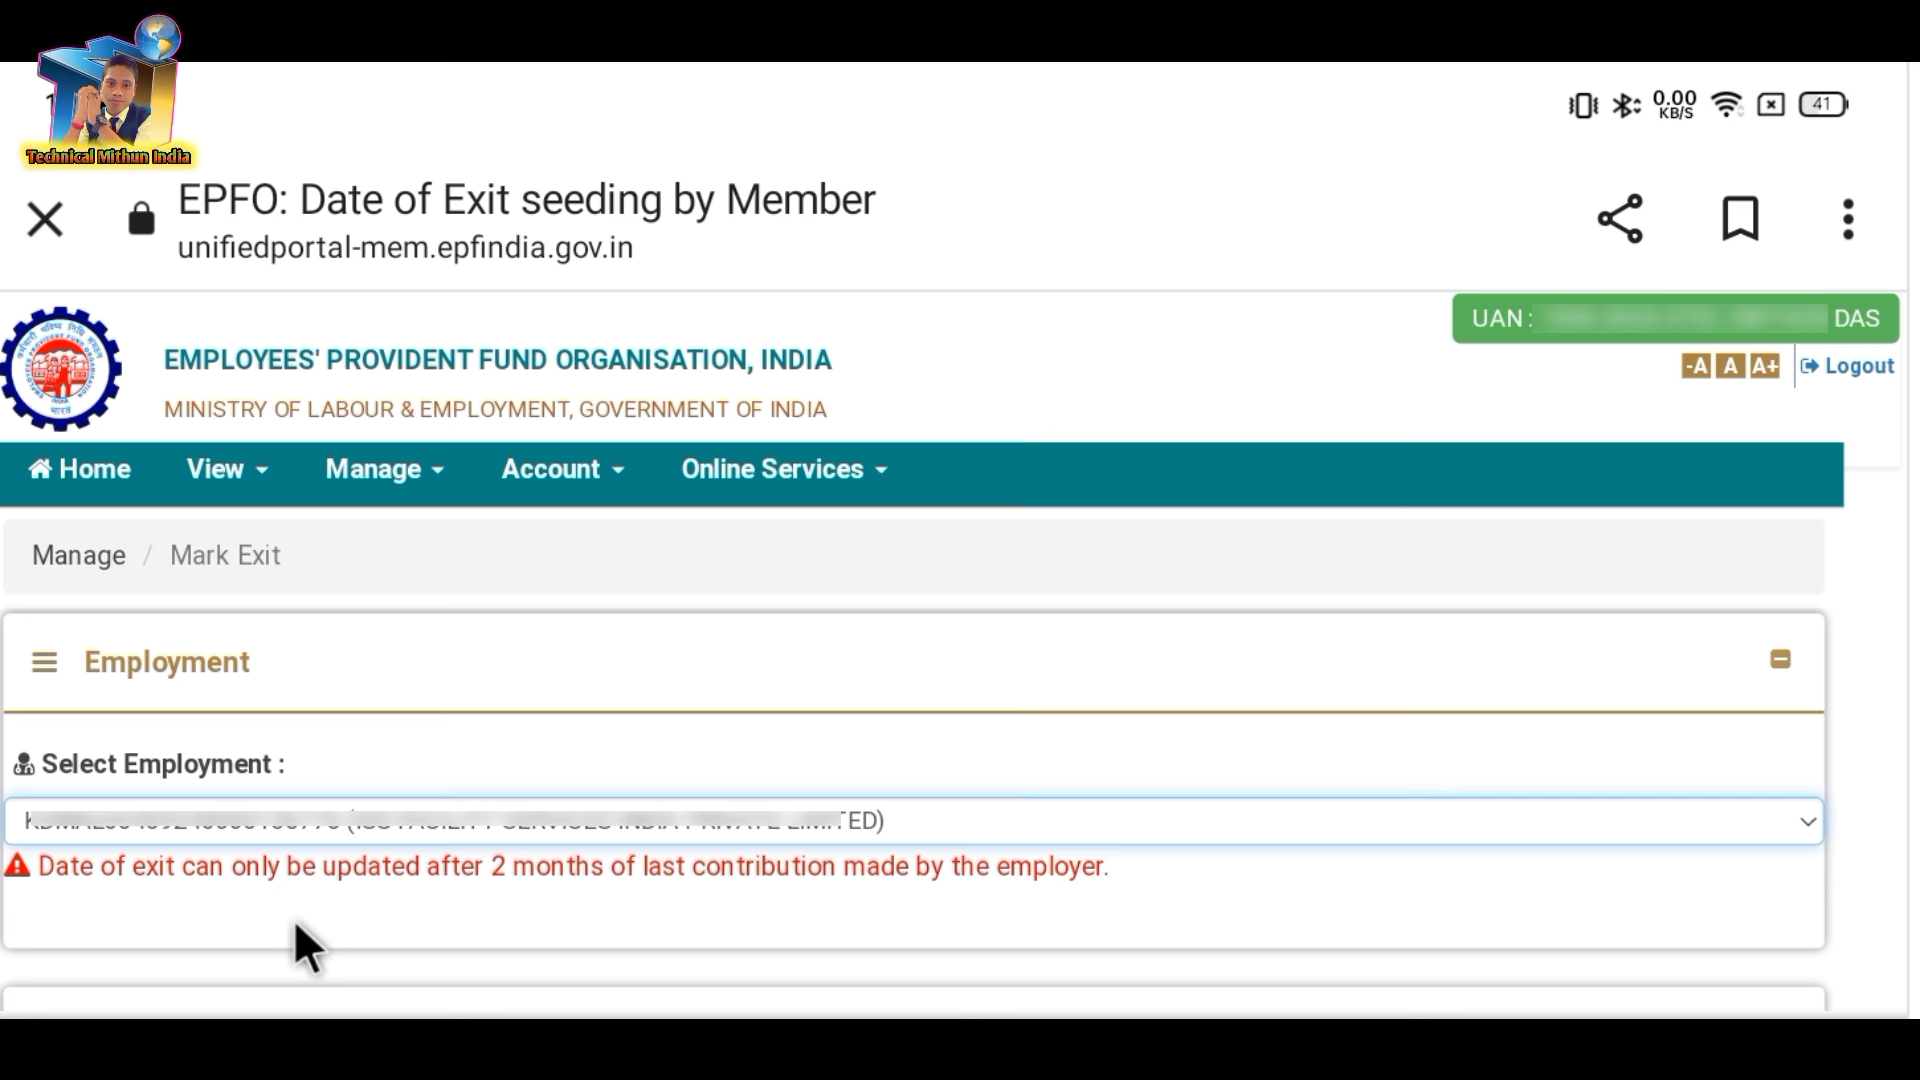 Technical Mithun India
0.00
KB/S
41
EPFO: Date of Exit seeding by Member
unifiedportal-mem.epfindia.gov.in
UAN : DAS
EMPLOYEES' PROVIDENT FUND ORGANISATION, INDIA
-A A A+ Logout
MINISTRY OF LABOUR & EMPLOYMENT, GOVERNMENT OF INDIA
Home View Manage Account Online Services
Manage / Mark Exit
Employment
Select Employment :
Date of exit can only be updated after 2 months of last contribution made by the employer.